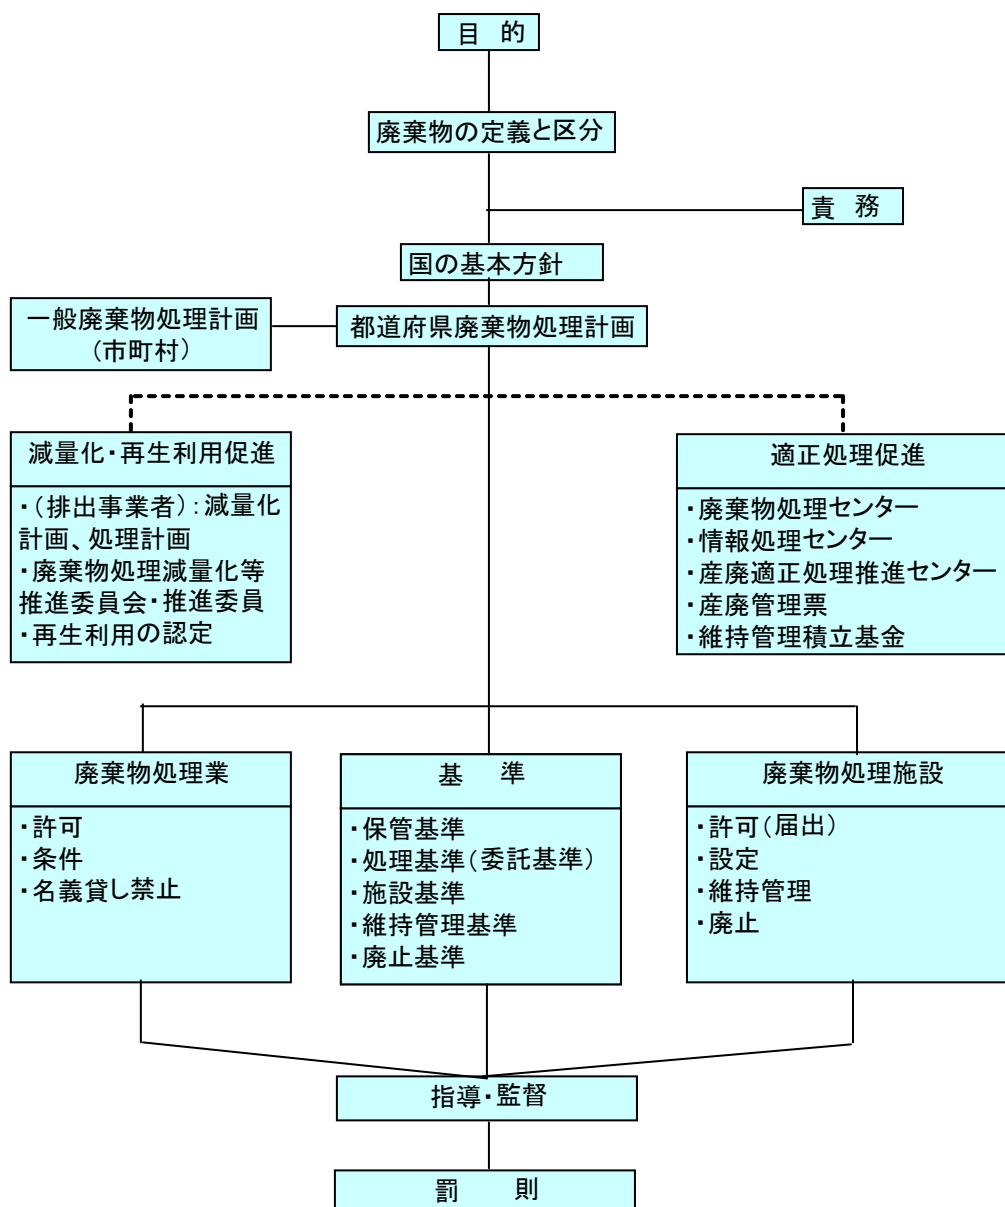 目 的
廃棄物の定義と区分
責 務
国の基本方針
一般廃棄物処理計画
(市町村)
都道府県廃棄物処理計画
減量化・再生利用促進
・(排出事業者):減量化
計画、処理計画
・廃棄物処理減量化等
推進委員会・推進委員
・再生利用の認定
適正処理促進
・廃棄物処理センター
・情報処理センター
・産廃適正処理推進センター
・産廃管理票
・維持管理積立基金
廃棄物処理業
・許可
・条件
・名義貸し禁止
基 準
・保管基準
・処理基準(委託基準)
・施設基準
・維持管理基準
・廃止基準
廃棄物処理施設
・許可(届出)
・設定
・維持管理
・廃止
指導・監督
罰 則